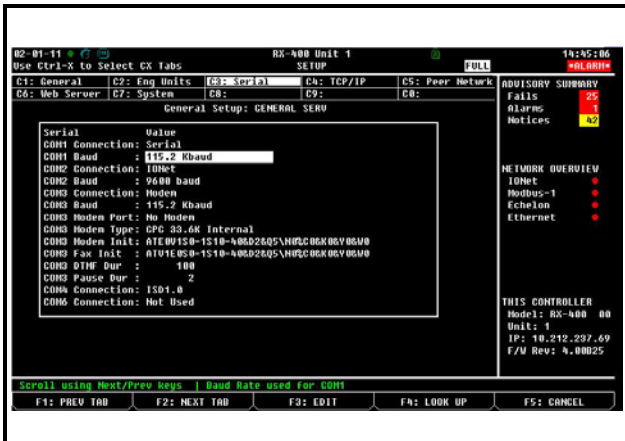 02-01-11 RX-400 Unit 1 14:45:06
Use Ctrl-X to Select CX Tabs SETUP FULL *ALARM*
C1: General C2: Eng Units C3: Serial C4: TCP/IP C5: Peer Netwrk
C6: Web Server C7: System C8: C9: C0:
General Setup: GENERAL SERV
Serial Value
COM1 Connection: Serial
COM1 Baud : 115.2 Kbaud
COM2 Connection: IONet
COM2 Baud : 9600 baud
COM3 Connection: Modem
COM3 Baud : 115.2 Kbaud
COM3 Modem Port: No Modem
COM3 Modem Type: CPC 33.6K Internal
COM3 Modem Init:
COM3 Fax Init :
COM3 DTMF Dur : 100
COM3 Pause Dur : 2
COM4 Connection: ISD1.0
COM6 Connection: Not Used
ADVISORY SUMMARY
Fails 25
Alarms 1
Notices 42
NETWORK OVERVIEW
IONet
Modbus-1
Echelon
Ethernet
THIS CONTROLLER
Model: RX-400 00
Unit: 1
IP: 10.212.237.69
F/W Rev: 4.00B25
Scroll using Next/Prev keys | Baud Rate used for COM1
F1: PREV TAB F2: NEXT TAB F3: EDIT F4: LOOK UP F5: CANCEL